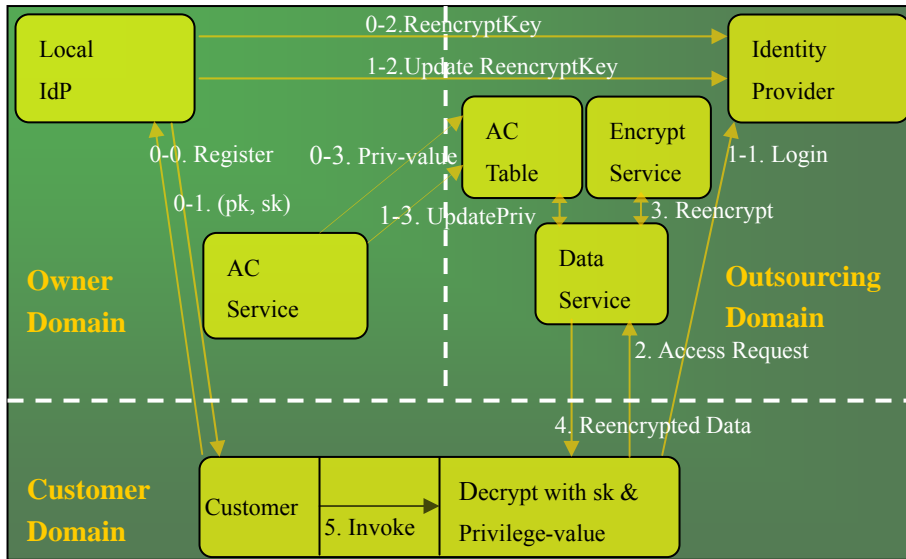 Local
IdP
0-2.ReencryptKey
1-2.Update ReencryptKey
Identity
Provider
0-0. Register
0-1. (pk, sk)
0-3. Priv-value
1-3. UpdatePriv
AC
Table
Encrypt
Service
1-1. Login
3. Reencrypt
AC
Service
Data
Service
Owner
Domain
Outsourcing
Domain
2. Access Request
4. Reencrypted Data
Customer
Domain
Customer
5. Invoke
Decrypt with sk &
Privilege-value